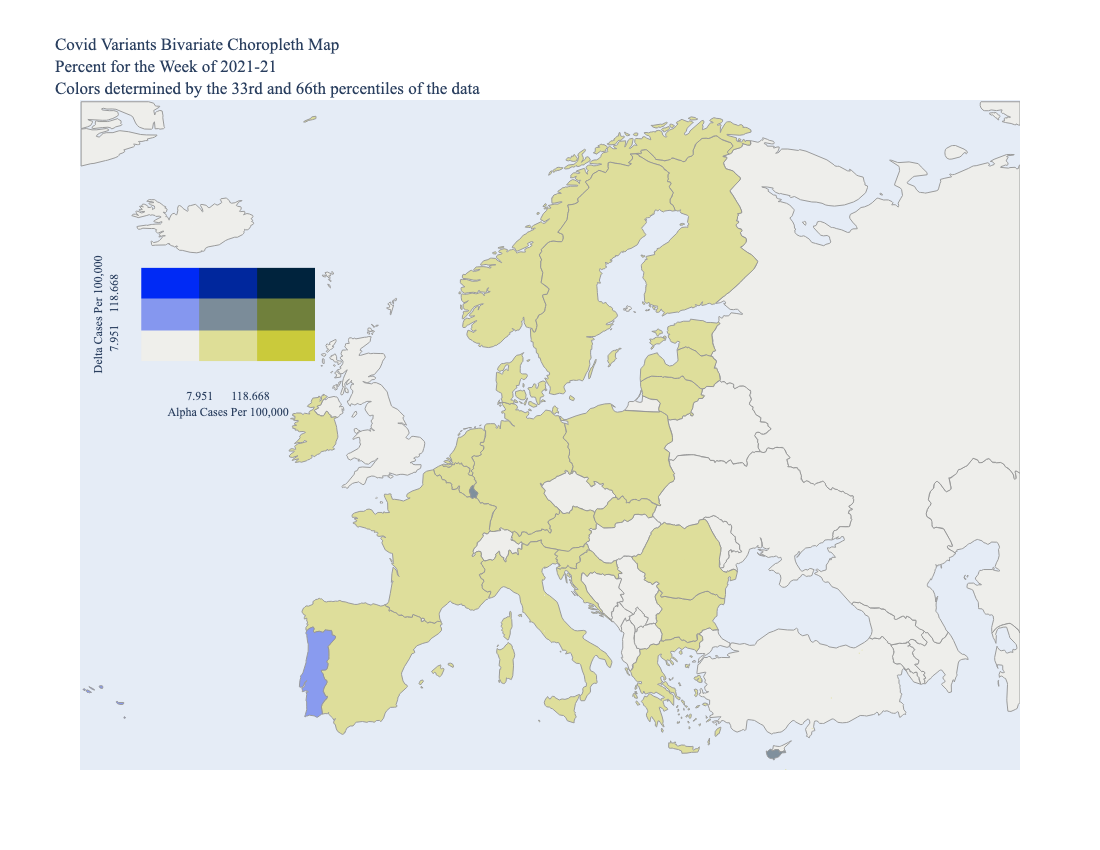 Covid Variants Bivariate Choropleth Map
Percent for the Week of 2021-21
Colors determined by the 33rd and 66th percentiles of the data
Delta Cases Per 100,000
7.951 118.668
7.951 118.668
Alpha Cases Per 100,000